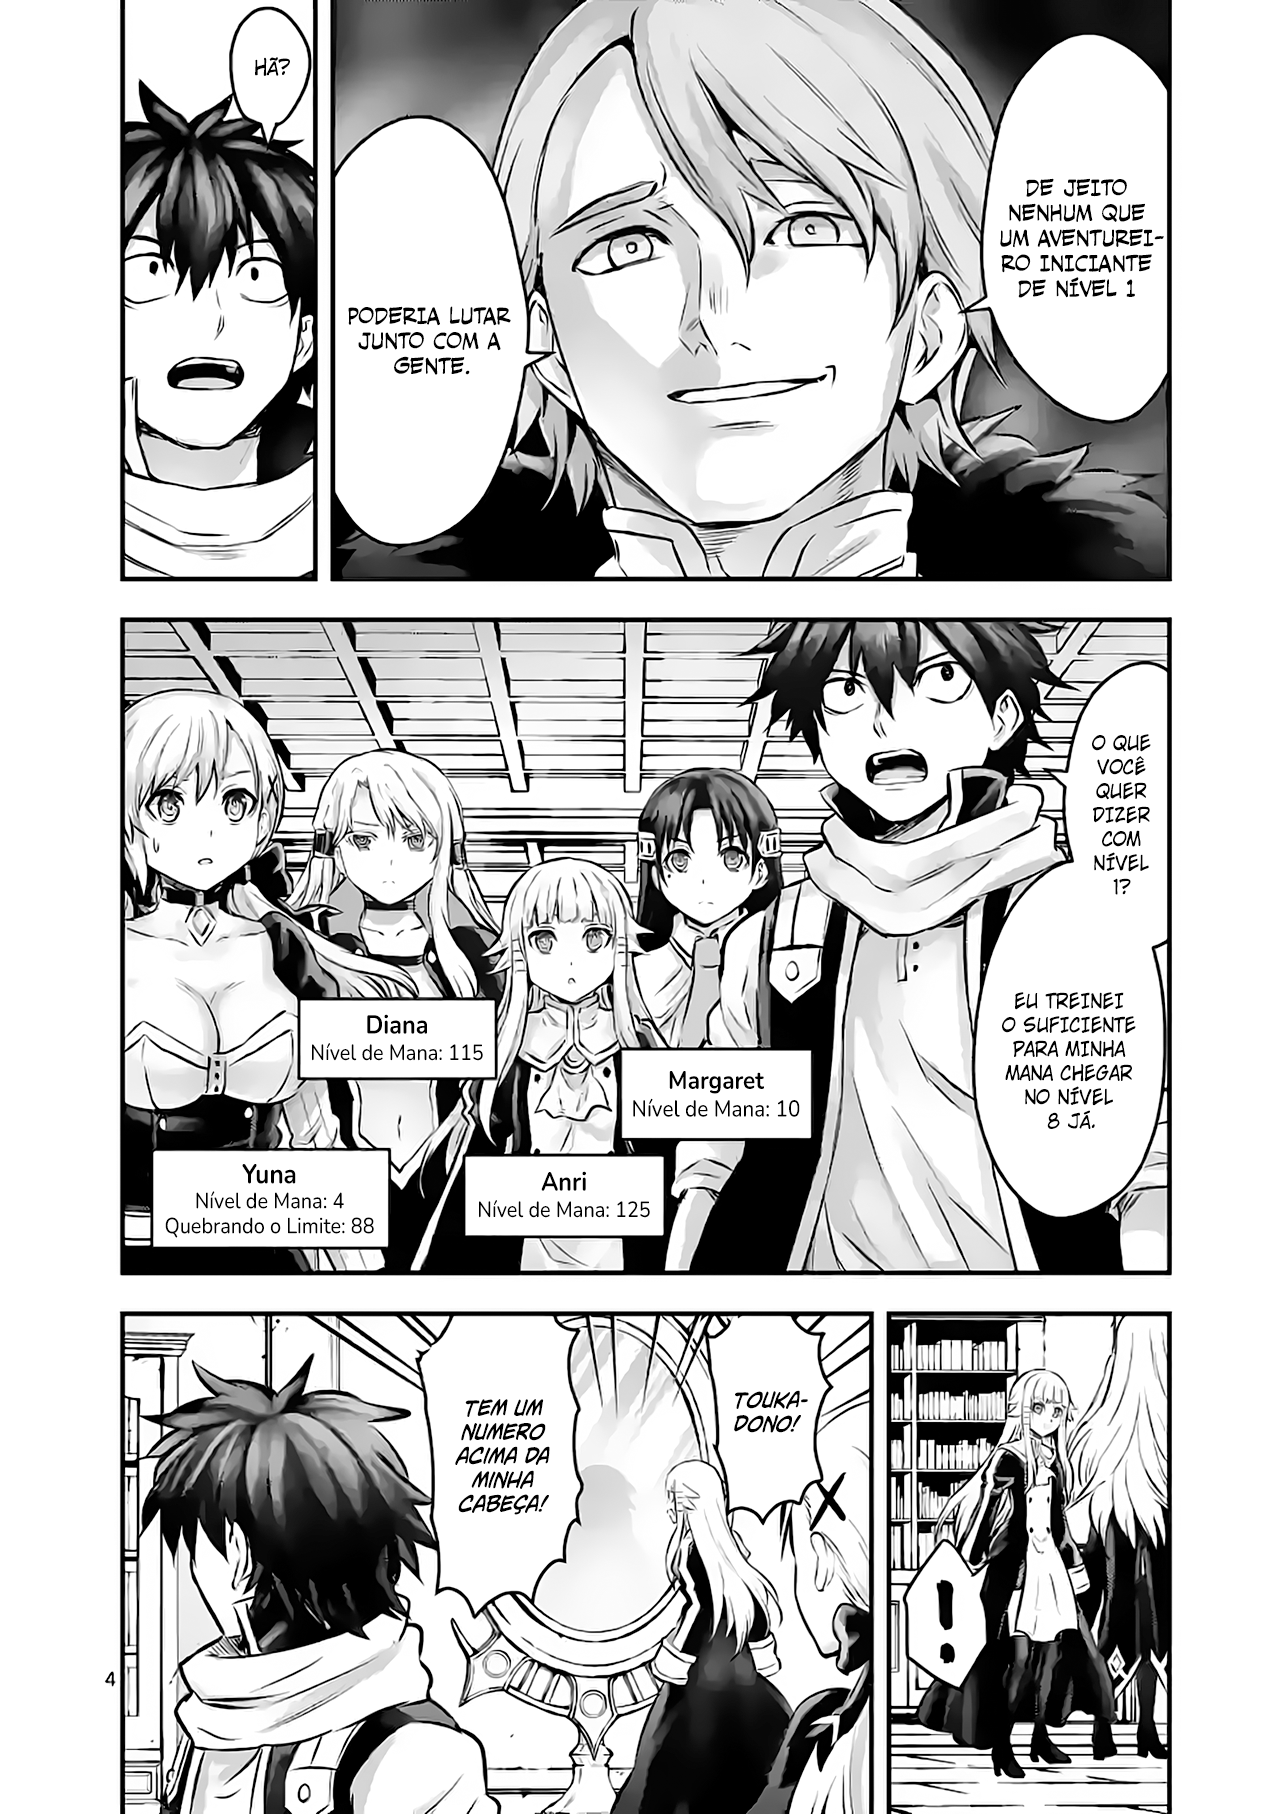 DE JEITO
NENHUM QUE
UM AVENTUREI-
RO INICIANTE
DE NÍVEL 1
PODERIA LUTAR
JUNTO COM A
GENTE.
HÃ?
O QUE
VOCÊ
QUER
DIZER
COM
NÍVEL
1?
EU TREINEI
O SUFICIENTE
PARA MINHA
MANA CHEGAR
NO NÍVEL
8 JÁ.
Margaret
Nível de Mana: 10
Anri
Nível de Mana: 125
Diana
Nível de Mana: 115
Yuna
Nível de Mana: 4
Quebrando o Limite: 88
!
TOUKA-
DONO!
TEM UM
NUMERO
ACIMA DA
MINHA
CABEÇA!
4